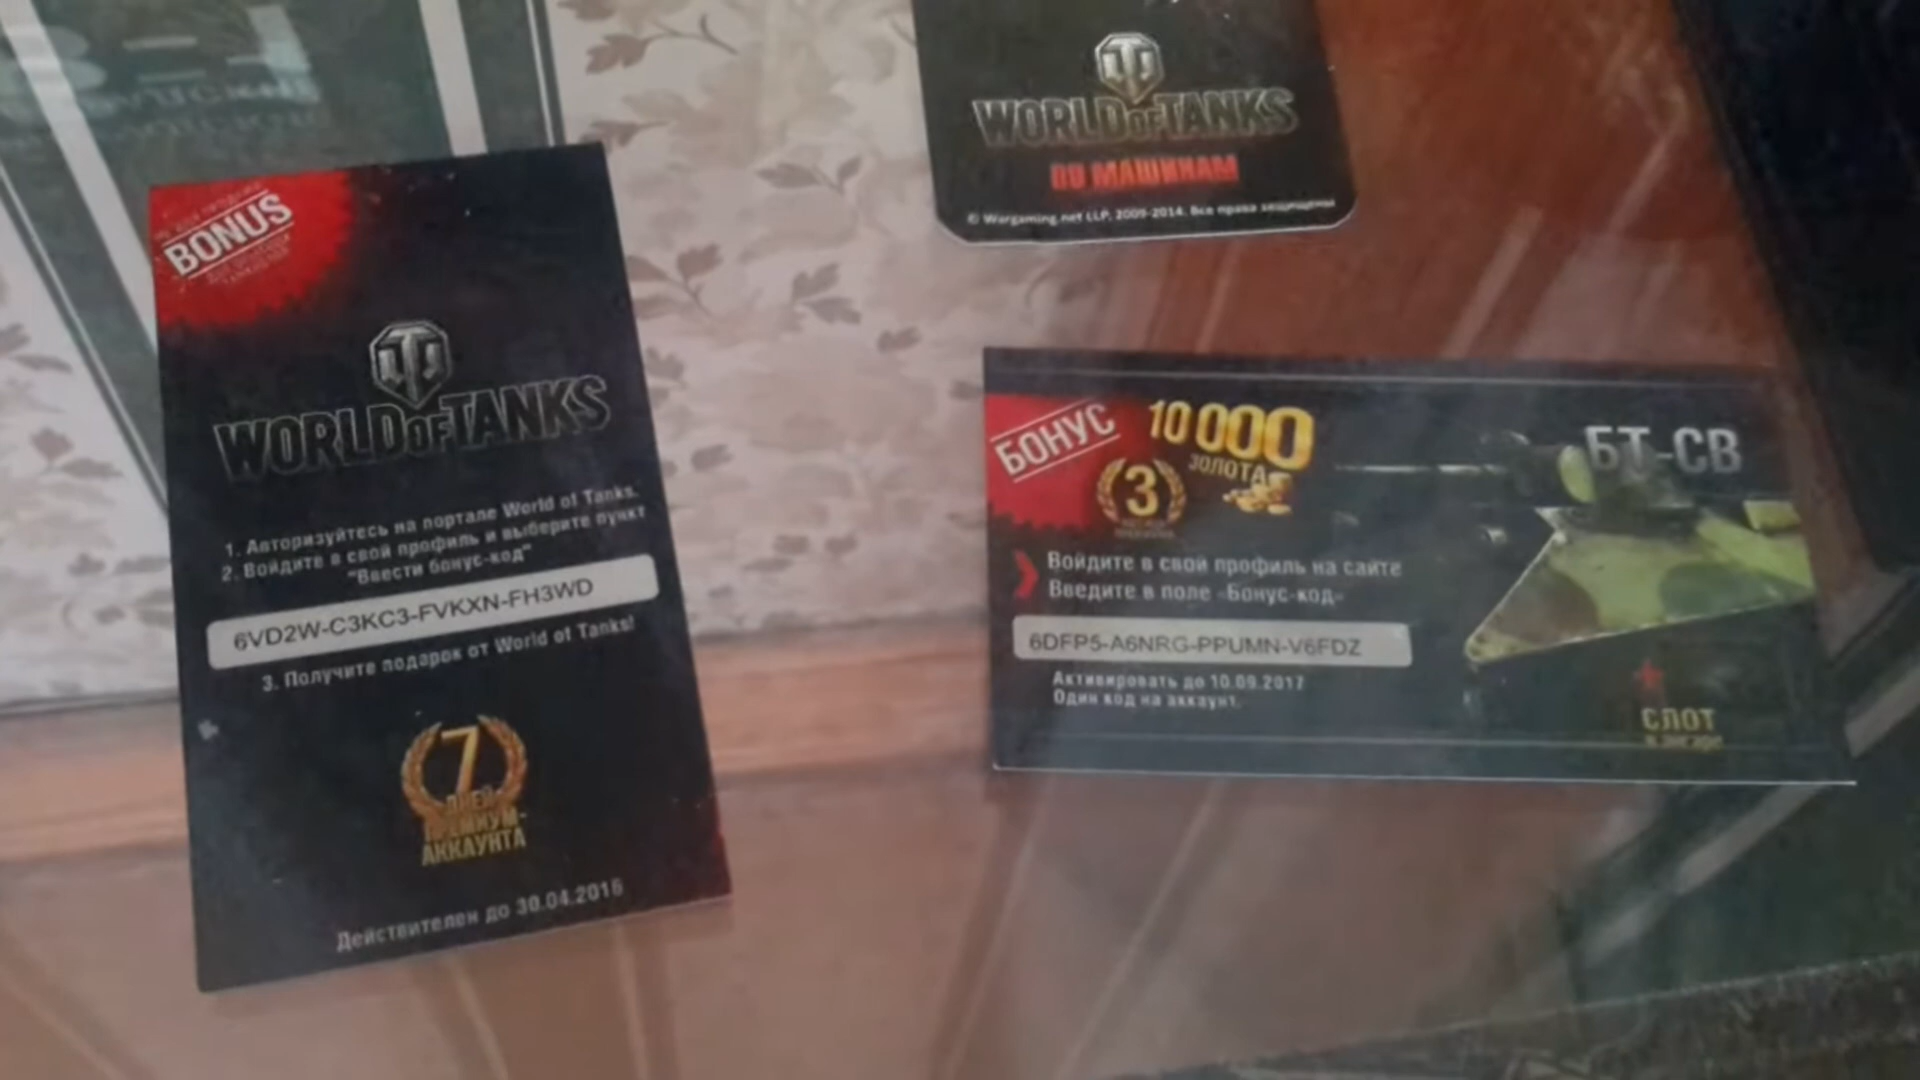 BONUS
WORLD OF TANKS
1. Авторизуйтесь на портале World of Tanks.
2. Войдите в свой профиль и выберите пункт
"Ввести бонус-код"
6VD2W-C3KC3-FVKXN-FH3WD
3. Получите подарок от World of Tanks!
7
ДНЕЙ
ПРЕМИУМ-
АККАУНТА
Действителен до 30.04.2016
WORLD OF TANKS
ПО МАШИНАМ
© Wargaming.net LLP, 2009-2014. Все права защищены
БОНУС
10 000
ЗОЛОТА
3
БТ-СВ
Войдите в свой профиль на сайте
Введите в поле «Бонус-код»
6DFP5-A6NRG-PPUMN-V6FDZ
Активировать до 10.09.2017
Один код на аккаунт.
СЛОТ
в ангаре